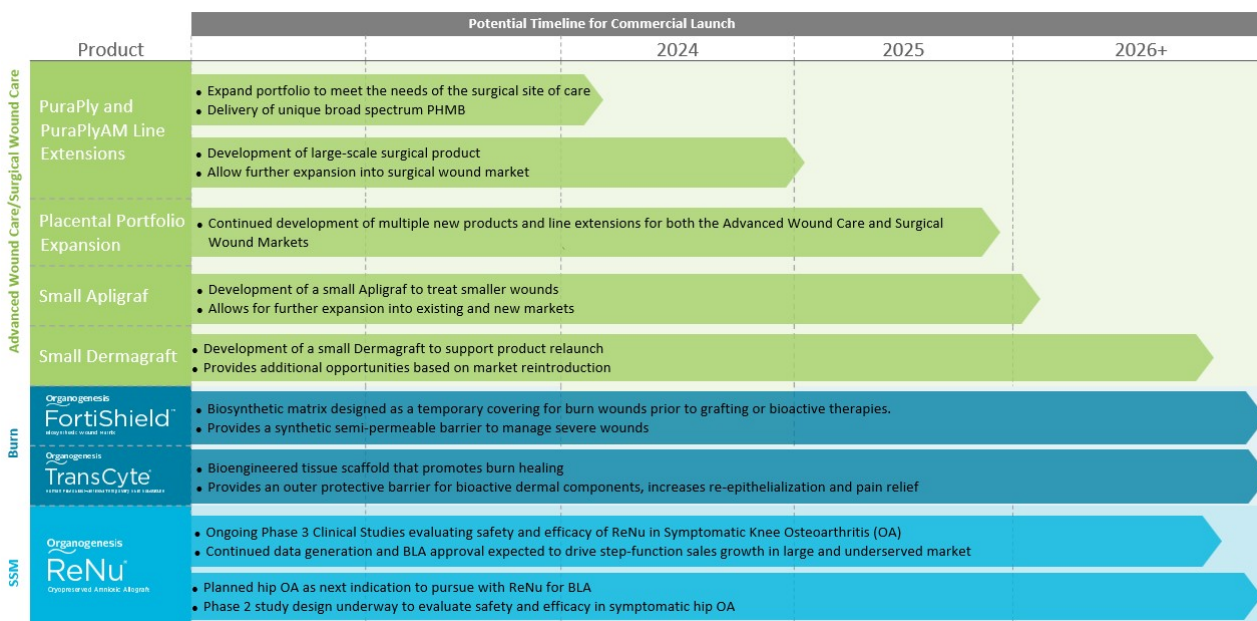 Potential Timeline for Commercial Launch
Product
2024
2025
2026+
Advanced Wound Care/Surgical Wound Care
PuraPly and
PuraPlyAM Line
Extensions
• Expand portfolio to meet the needs of the surgical site of care
• Delivery of unique broad spectrum PHMB
• Development of large-scale surgical product
• Allow further expansion into surgical wound market
Placental Portfolio
Expansion
• Continued development of multiple new products and line extensions for both the Advanced Wound Care and Surgical
Wound Markets
Small Apligraf
• Development of a small Apligraf to treat smaller wounds
• Allows for further expansion into existing and new markets
Small Dermagraft
• Development of a small Dermagraft to support product relaunch
• Provides additional opportunities based on market reintroduction
Burn
Organogenesis
FortiShield™
biosynthetic wound matrix
• Biosynthetic matrix designed as a temporary covering for burn wounds prior to grafting or bioactive therapies.
• Provides a synthetic semi-permeable barrier to manage severe wounds
Organogenesis
TransCyte®
• Bioengineered tissue scaffold that promotes burn healing
• Provides an outer protective barrier for bioactive dermal components, increases re-epithelialization and pain relief
SSM
Organogenesis
ReNu®
Cryopreserved Amniotic Allograft
• Ongoing Phase 3 Clinical Studies evaluating safety and efficacy of ReNu in Symptomatic Knee Osteoarthritis (OA)
• Continued data generation and BLA approval expected to drive step-function sales growth in large and underserved market
• Planned hip OA as next indication to pursue with ReNu for BLA
• Phase 2 study design underway to evaluate safety and efficacy in symptomatic hip OA